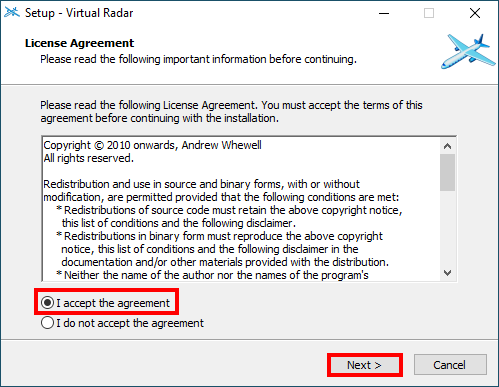 Setup - Virtual Radar
License Agreement
Please read the following important information before continuing.
Please read the following License Agreement. You must accept the terms of this
agreement before continuing with the installation.
Copyright © 2010 onwards, Andrew Whewell
All rights reserved.
Redistribution and use in source and binary forms, with or without
modification, are permitted provided that the following conditions are met:
* Redistributions of source code must retain the above copyright notice,
this list of conditions and the following disclaimer.
* Redistributions in binary form must reproduce the above copyright
notice, this list of conditions and the following disclaimer in the
documentation and/or other materials provided with the distribution.
* Neither the name of the author nor the names of the program's
I accept the agreement
I do not accept the agreement
Next >
Cancel